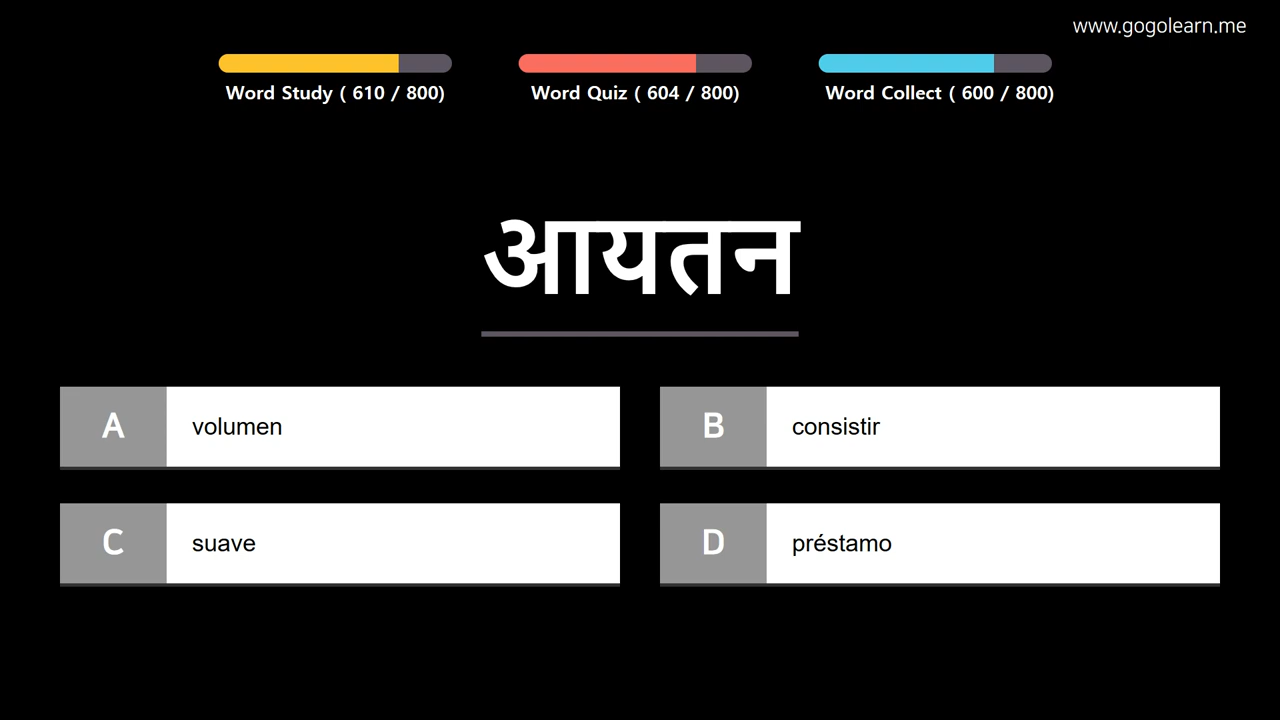 www.gogolearn.me
Word Study ( 610 / 800)
Word Quiz ( 604 / 800)
Word Collect ( 600 / 800)
आयतन
A volumen
B consistir
C suave
D préstamo